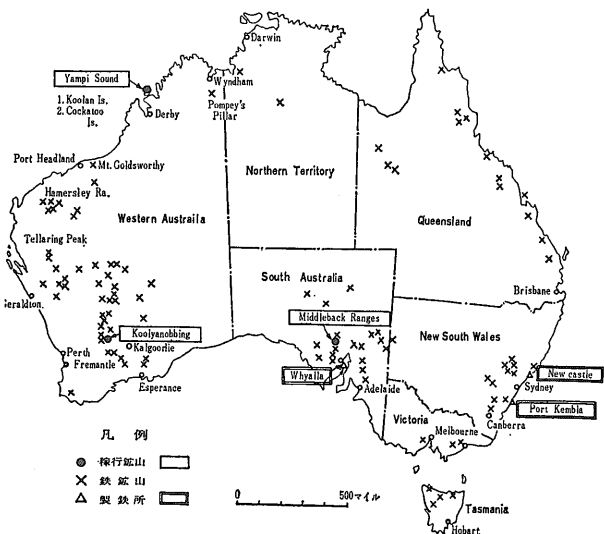 Darwin
Yampi Sound
1. Koolan Is.
2. Cockatoo
Is.
Wyndham
Pompey's
Pillar
Derby
Port Headland
Mt. Goldsworthy
Hamersley Ra.
Northern Territory
Western Austrailа
Queensland
Tellaring Peak
South Australia
Brisbane
Geraldton
Middleback Ranges
Koolyanobbing
New South Wales
Perth
Kalgoorlie
Fremantle
Whyalla
New castle
Sydney
Esperance
Adelaide
Port Kembla
Canberra
Victoria
Melbourne
凡 例
稼行鉱山
鉄 鉱 山
製 鉄 所
0 500マイル
Tasmania
Hobart